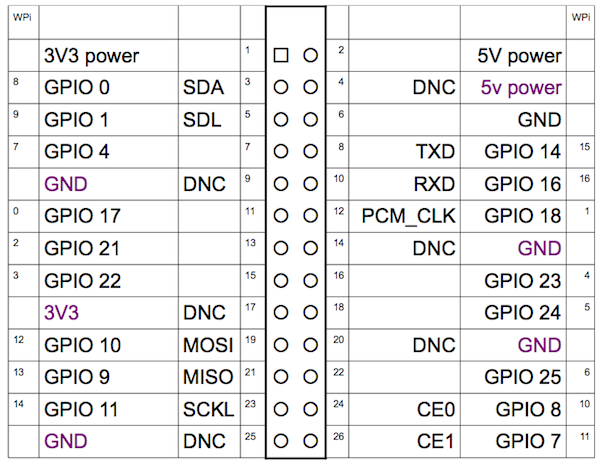 WPi WPi
3V3 power 1 2 5V power
8 GPIO 0 SDA 3 4 DNC 5v power
9 GPIO 1 SDL 5 6 GND
7 GPIO 4 7 8 TXD GPIO 14 15
GND DNC 9 10 RXD GPIO 16 16
0 GPIO 17 11 12 PCM_CLK GPIO 18 1
2 GPIO 21 13 14 DNC GND
3 GPIO 22 15 16 GPIO 23 4
3V3 DNC 17 18 GPIO 24 5
12 GPIO 10 MOSI 19 20 DNC GND
13 GPIO 9 MISO 21 22 GPIO 25 6
14 GPIO 11 SCKL 23 24 CE0 GPIO 8 10
GND DNC 25 26 CE1 GPIO 7 11